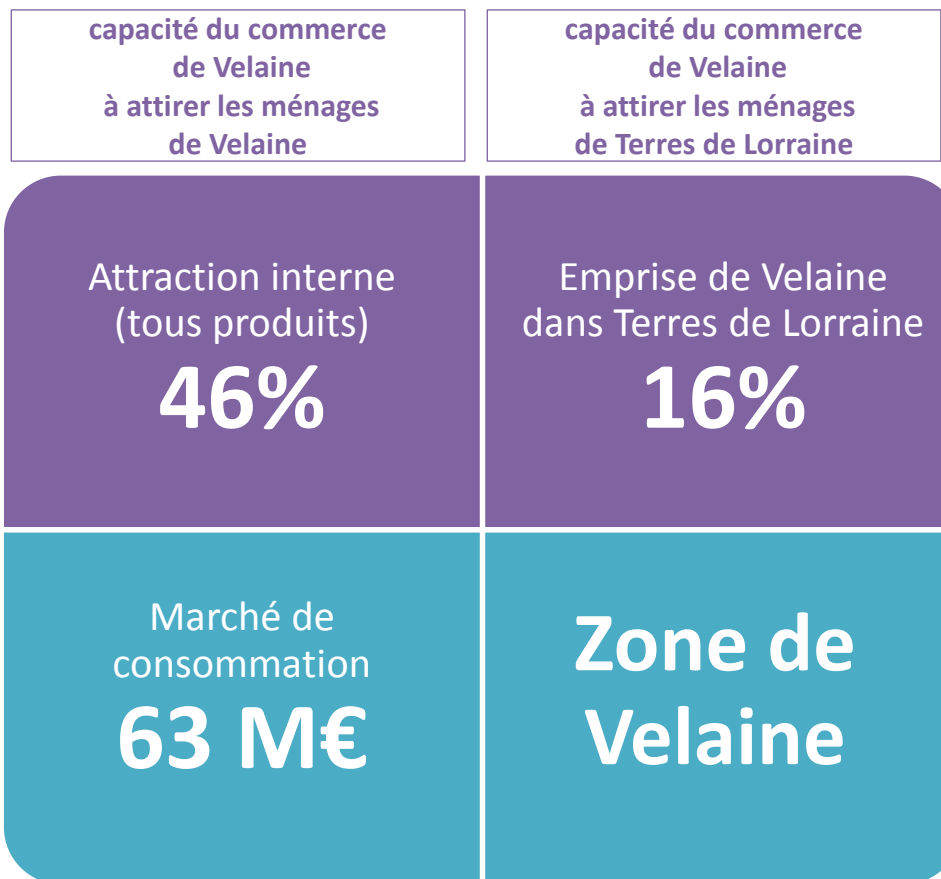 capacité du commerce
de Velaine
à attirer les ménages
de Velaine
capacité du commerce
de Velaine
à attirer les ménages
de Terres de Lorraine
Attraction interne
(tous produits)
46%
Emprise de Velaine
dans Terres de Lorraine
16%
Marché de
consommation
63 M€
Zone de
Velaine